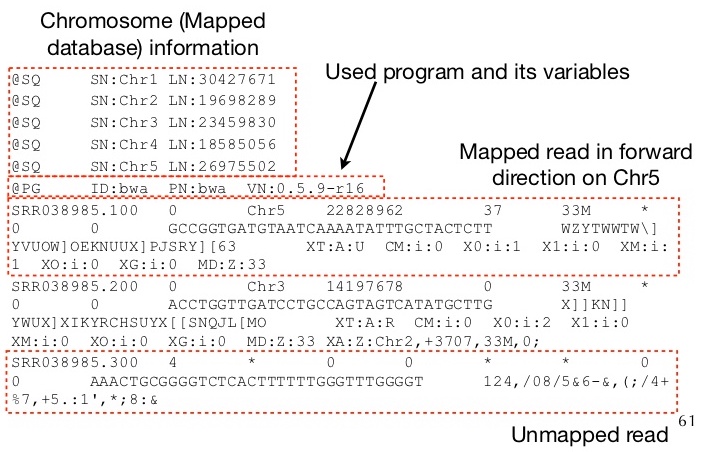 Chromosome (Mapped
database) information
@SQ SN:Chr1 LN:30427671
@SQ SN:Chr2 LN:19698289
@SQ SN:Chr3 LN:23459830
@SQ SN:Chr4 LN:18585056
@SQ SN:Chr5 LN:26975502
Used program and its variables
@PG ID:bwa PN:bwa VN:0.5.9-r16
Mapped read in forward
direction on Chr5
SRR038985.100 0 Chr5 22828962 37 33M *
0 0 GCCGGTGATGTAATCAAAATATTTGCTACTCTT WZYTWWTW\]
YVUOW]OEKNUUX]PJSRY][63 XT:A:U CM:i:0 X0:i:1 X1:i:0 XM:i:
1 XO:i:0 XG:i:0 MD:Z:33
SRR038985.200 0 Chr3 14197678 0 33M *
0 0 ACCTGGTTGATCCTGCCAGTAGTCATATGCTTG X]]KN]]
YWUX]XIKYRCHSUYX[[SNQJL[MO XT:A:R CM:i:0 X0:i:2 X1:i:0
XM:i:0 XO:i:0 XG:i:0 MD:Z:33 XA:Z:Chr2,+3707,33M,0;
SRR038985.300 4 * 0 0 * * 0
0 AAACTGCGGGGTCTCACTTTTTTGGGTTTGGGGT 124,/08/5&6-&,(;/4+
%7,+5.:1',*;8:&
Unmapped read
61